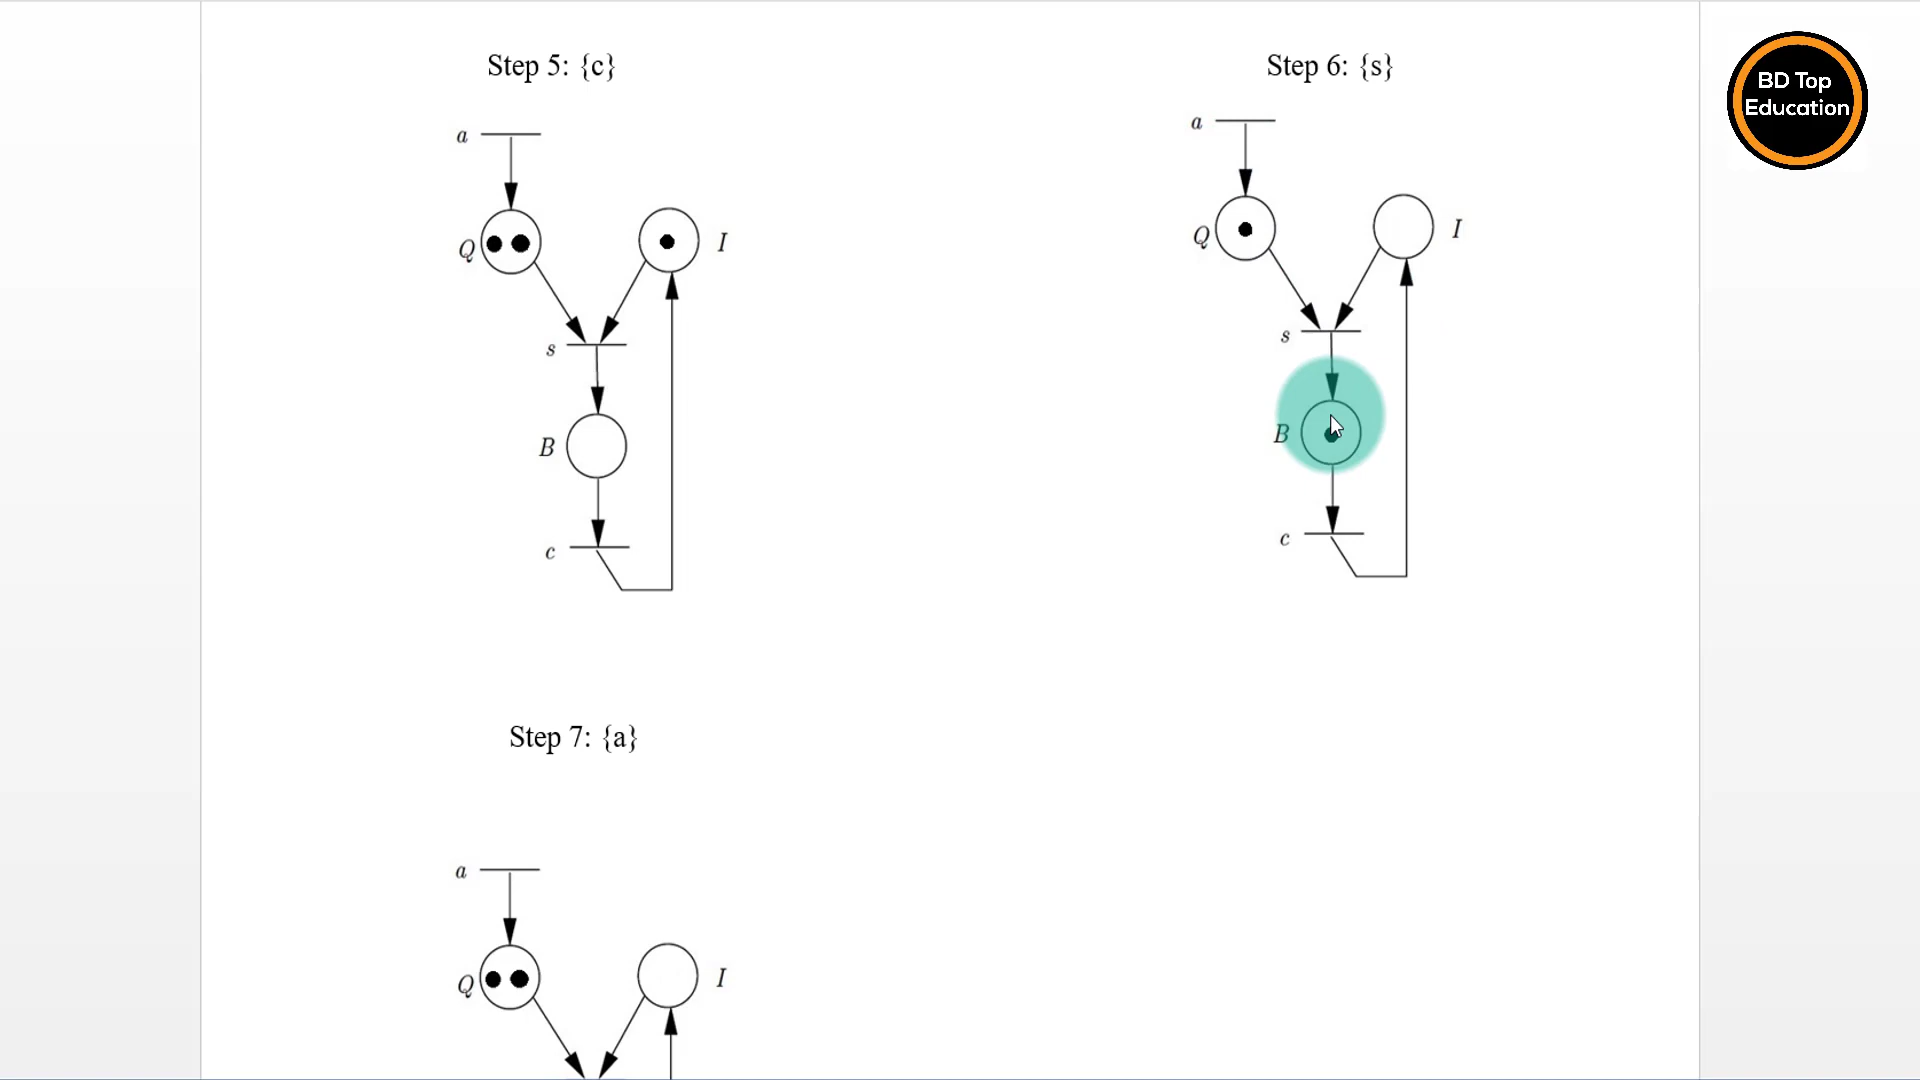 Step 5: {c}
a
Q
I
s
B
c
Step 6: {s}
a
Q
I
s
B
c
BD Top
Education
Step 7: {a}
a
Q
I